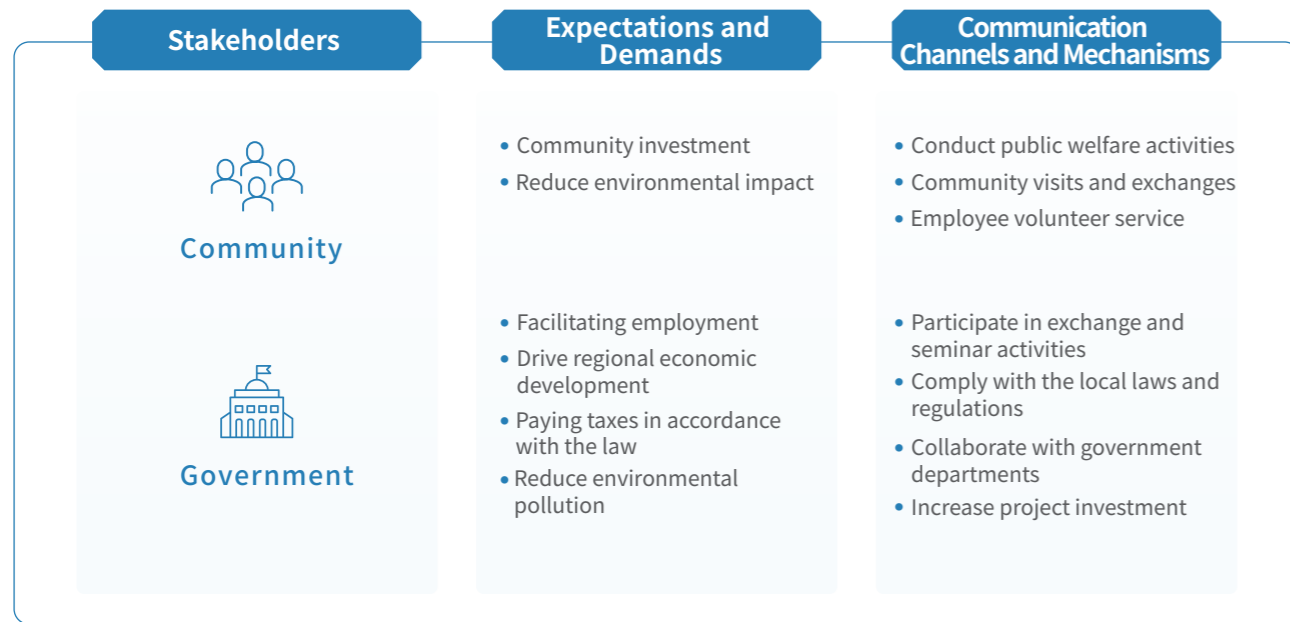 Stakeholders
Expectations and
Demands
Communication
Channels and Mechanisms
Community
• Community investment
• Reduce environmental impact
• Conduct public welfare activities
• Community visits and exchanges
• Employee volunteer service
Government
• Facilitating employment
• Drive regional economic
development
• Paying taxes in accordance
with the law
• Reduce environmental
pollution
• Participate in exchange and
seminar activities
• Comply with the local laws and
regulations
• Collaborate with government
departments
• Increase project investment